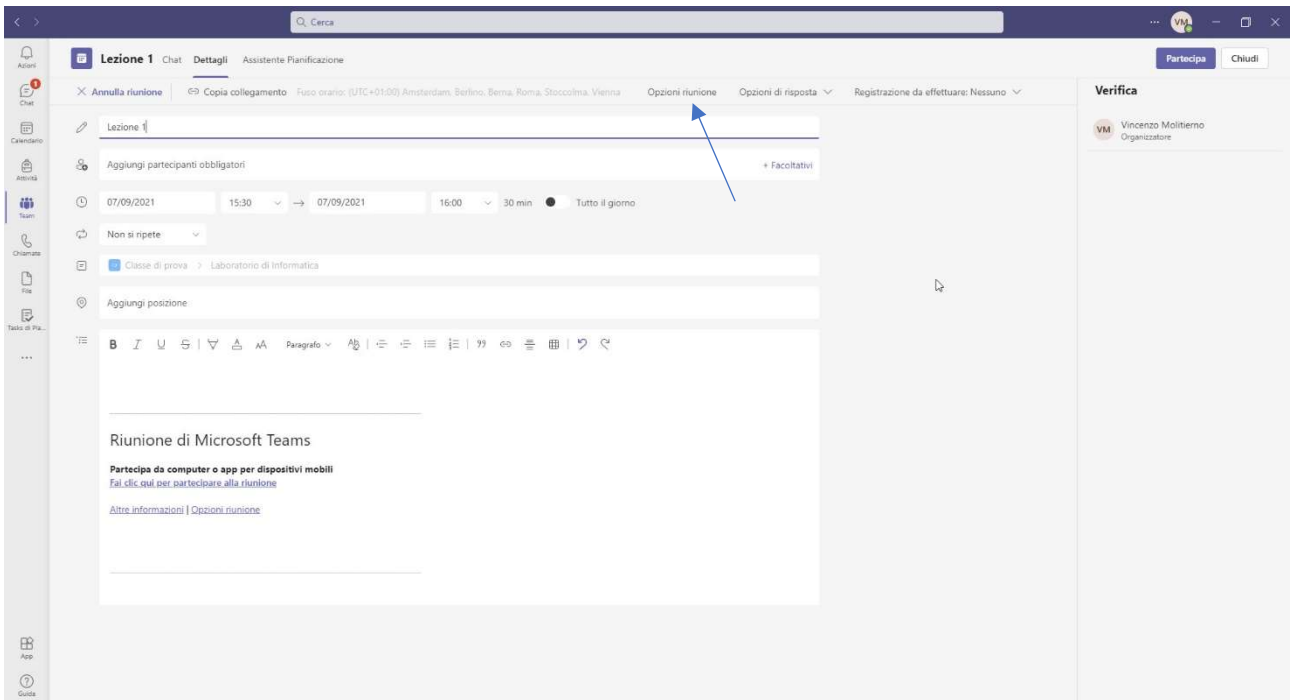 Cerca
VM
Azioni
Chat
1
Calendario
Attività
Team
Chiamate
File
Tasks di Pla...
App
Guida
Lezione 1 Chat Dettagli Assistente Pianificazione
Partecipa Chiudi
Annulla riunione Copia collegamento Fuso orario: (UTC+01:00) Amsterdam, Berlino, Berna, Roma, Stoccolma, Vienna Opzioni riunione Opzioni di risposta Registrazione da effettuare: Nessuno
Lezione 1
Aggiungi partecipanti obbligatori + Facoltativi
07/09/2021 15:30 → 07/09/2021 16:00 30 min Tutto il giorno
Non si ripete
Classe di prova > Laboratorio di Informatica
Aggiungi posizione
B I U S A AA Paragrafo
Riunione di Microsoft Teams
Partecipa da computer o app per dispositivi mobili
Fai clic qui per partecipare alla riunione
Altre informazioni | Opzioni riunione
Verifica
VM Vincenzo Molitierno
Organizzatore